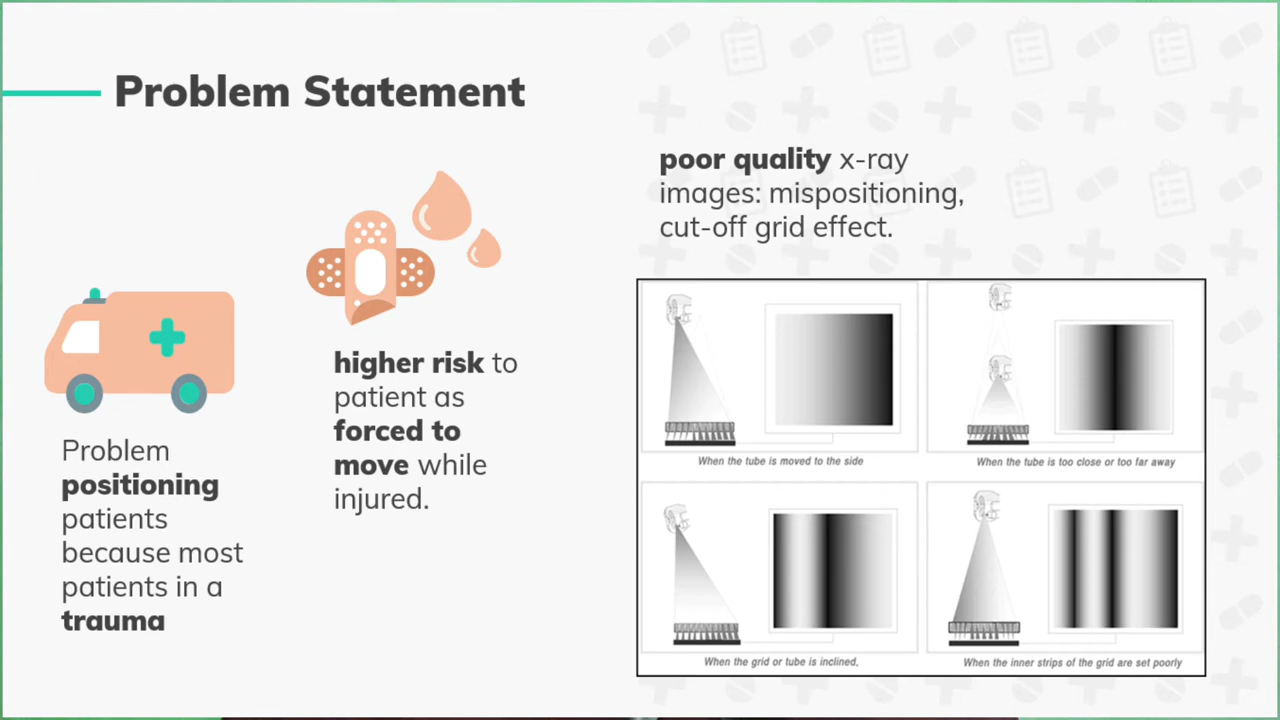 Problem Statement
Problem
positioning
patients
because most
patients in a
trauma
higher risk to
patient as
forced to
move while
injured.
poor quality x-ray
images: mispositioning,
cut-off grid effect.
When the tube is moved to the side
When the tube is too close or too far away
When the grid or tube is inclined.
When the inner strips of the grid are set poorly